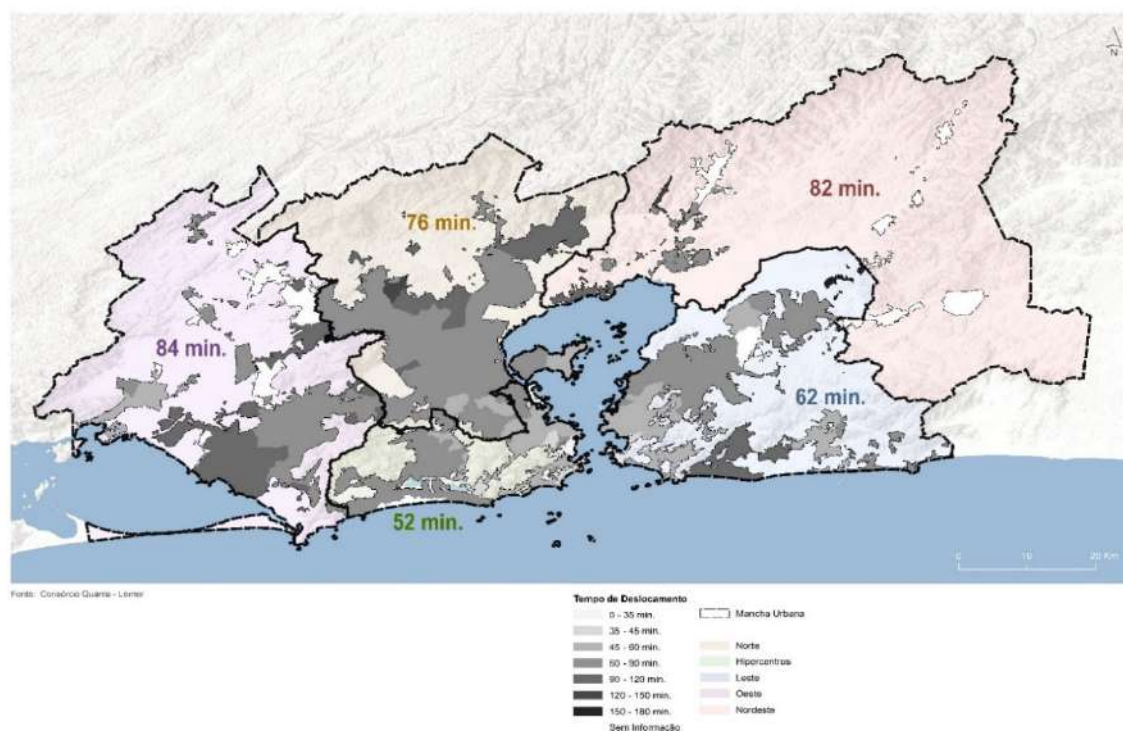 N
82 min.
76 min.
84 min.
62 min.
52 min.
0 10 20 Km
Fonte: Consórcio Quanta - Lerner
Tempo de Deslocamento
0 - 35 min.
35 - 45 min.
45 - 60 min.
60 - 90 min.
90 - 120 min.
120 - 150 min.
150 - 180 min.
Sem Informação
Mancha Urbana
Norte
Hipercentros
Leste
Oeste
Nordeste